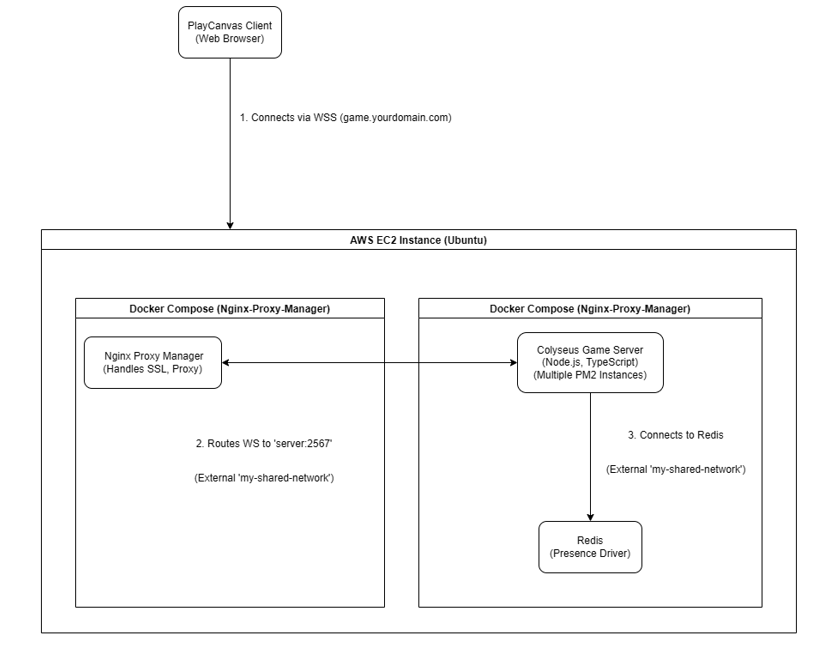 PlayCanvas Client
(Web Browser)
1. Connects via WSS (game.yourdomain.com)
AWS EC2 Instance (Ubuntu)
Docker Compose (Nginx-Proxy-Manager)
Docker Compose (Nginx-Proxy-Manager)
Nginx Proxy Manager
(Handles SSL, Proxy)
Colyseus Game Server
(Node.js, TypeScript)
(Multiple PM2 Instances)
2. Routes WS to 'server:2567'
(External 'my-shared-network')
3. Connects to Redis
(External 'my-shared-network')
Redis
(Presence Driver)